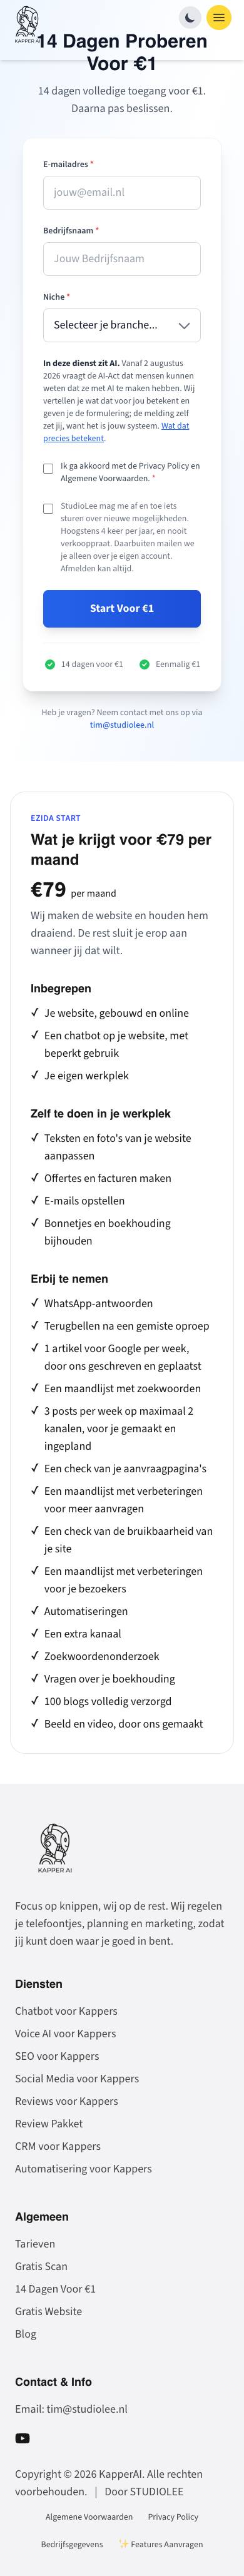 KAPPER AI
14 Dagen Proberen
Voor €1
14 dagen volledige toegang voor €1.
Daarna pas beslissen.
E-mailadres *
jouw@email.nl
Bedrijfsnaam *
Jouw Bedrijfsnaam
Niche *
Selecteer je branche...
In deze dienst zit AI. Vanaf 2 augustus
2026 vraagt de AI-Act dat mensen kunnen
weten dat ze met AI te maken hebben. Wij
vertellen je wat dat voor jou betekent en
geven je de formulering; de melding zelf
zet jij, want het is jouw systeem. Wat dat
precies betekent.
Ik ga akkoord met de Privacy Policy en
Algemene Voorwaarden. *
StudioLee mag me af en toe iets
sturen over nieuwe mogelijkheden.
Hoogstens 4 keer per jaar, en nooit
verkooppraat. Daarbuiten mailen we
je alleen over je eigen account.
Afmelden kan altijd.
Start Voor €1
14 dagen voor €1
Eenmalig €1
Heb je vragen? Neem contact met ons op via
tim@studiolee.nl
EZIDA START
Wat je krijgt voor €79 per
maand
€79 per maand
Wij maken de website en houden hem
draaiend. De rest sluit je erop aan
wanneer jij dat wilt.
Inbegrepen
✓ Je website, gebouwd en online
✓ Een chatbot op je website, met
beperkt gebruik
✓ Je eigen werkplek
Zelf te doen in je werkplek
✓ Teksten en foto's van je website
aanpassen
✓ Offertes en facturen maken
✓ E-mails opstellen
✓ Bonnetjes en boekhouding
bijhouden
Erbij te nemen
✓ WhatsApp-antwoorden
✓ Terugbellen na een gemiste oproep
✓ 1 artikel voor Google per week,
door ons geschreven en geplaatst
✓ Een maandlijst met zoekwoorden
✓ 3 posts per week op maximaal 2
kanalen, voor je gemaakt en
ingepland
✓ Een check van je aanvraagpagina's
✓ Een maandlijst met verbeteringen
voor meer aanvragen
✓ Een check van de bruikbaarheid van
je site
✓ Een maandlijst met verbeteringen
voor je bezoekers
✓ Automatiseringen
✓ Een extra kanaal
✓ Zoekwoordenonderzoek
✓ Vragen over je boekhouding
✓ 100 blogs volledig verzorgd
✓ Beeld en video, door ons gemaakt
KAPPER AI
Focus op knippen, wij op de rest. Wij regelen
je telefoontjes, planning en marketing, zodat
jij kunt doen waar je goed in bent.
Diensten
Chatbot voor Kappers
Voice AI voor Kappers
SEO voor Kappers
Social Media voor Kappers
Reviews voor Kappers
Review Pakket
CRM voor Kappers
Automatisering voor Kappers
Algemeen
Tarieven
Gratis Scan
14 Dagen Voor €1
Gratis Website
Blog
Contact & Info
Email: tim@studiolee.nl
Copyright © 2026 KapperAI. Alle rechten
voorbehouden. | Door STUDIOLEE
Algemene Voorwaarden Privacy Policy
Bedrijfsgegevens ✨ Features Aanvragen